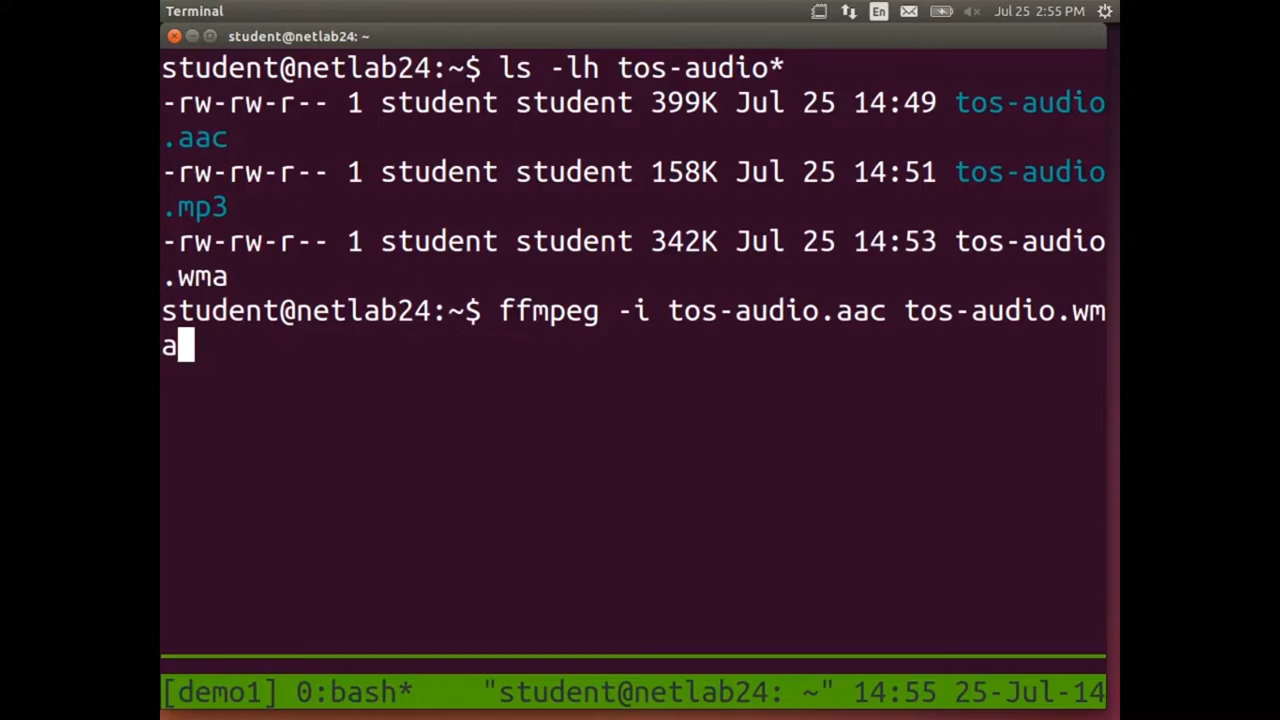 Terminal
En
Jul 25 2:55 PM
student@netlab24: ~
student@netlab24:~$ ls -lh tos-audio*
-rw-rw-r-- 1 student student 399K Jul 25 14:49 tos-audio
.aac
-rw-rw-r-- 1 student student 158K Jul 25 14:51 tos-audio
.mp3
-rw-rw-r-- 1 student student 342K Jul 25 14:53 tos-audio
.wma
student@netlab24:~$ ffmpeg -i tos-audio.aac tos-audio.wm
a
[demo1] 0:bash* "student@netlab24: ~" 14:55 25-Jul-14